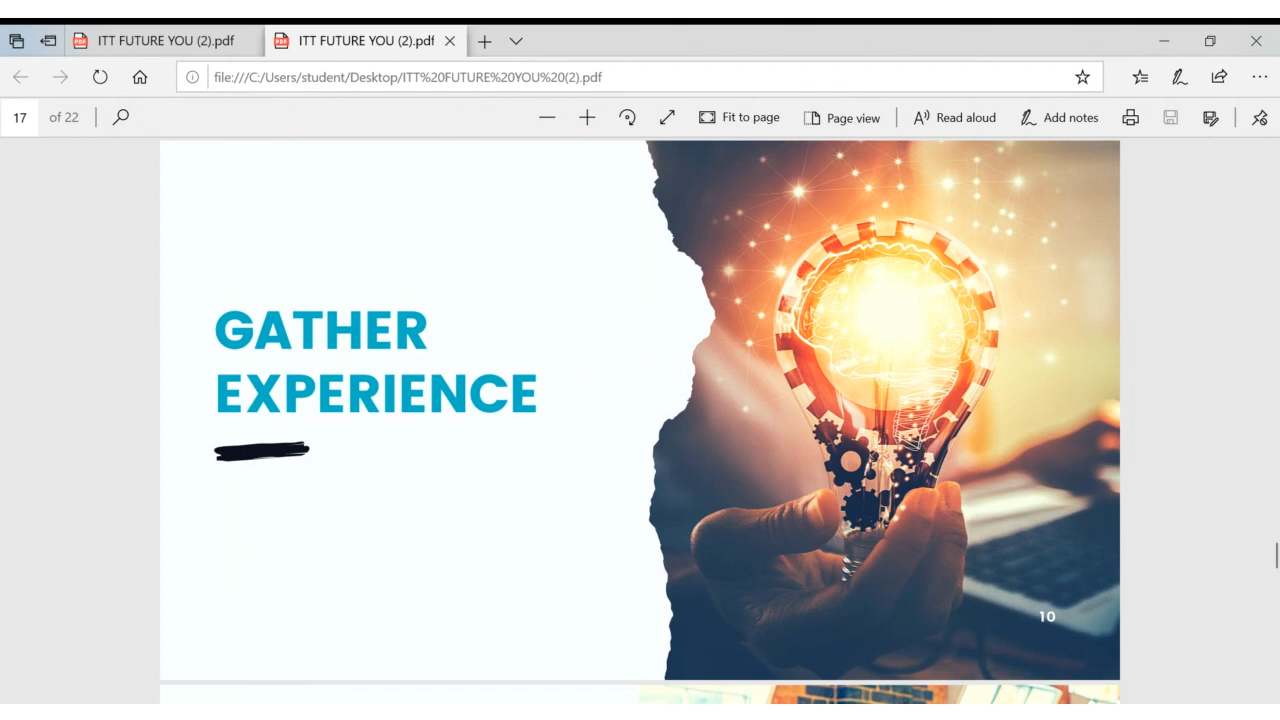 ITT FUTURE YOU (2).pdf
ITT FUTURE YOU (2).pdf
file:///C:/Users/student/Desktop/ITT%20FUTURE%20YOU%20(2).pdf
17 of 22
Fit to page
Page view
Read aloud
Add notes
GATHER
EXPERIENCE
10